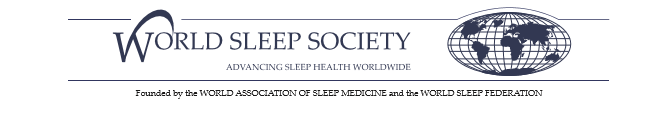 WORLD SLEEP SOCIETY
ADVANCING SLEEP HEALTH WORLDWIDE
Founded by the WORLD ASSOCIATION OF SLEEP MEDICINE and the WORLD SLEEP FEDERATION